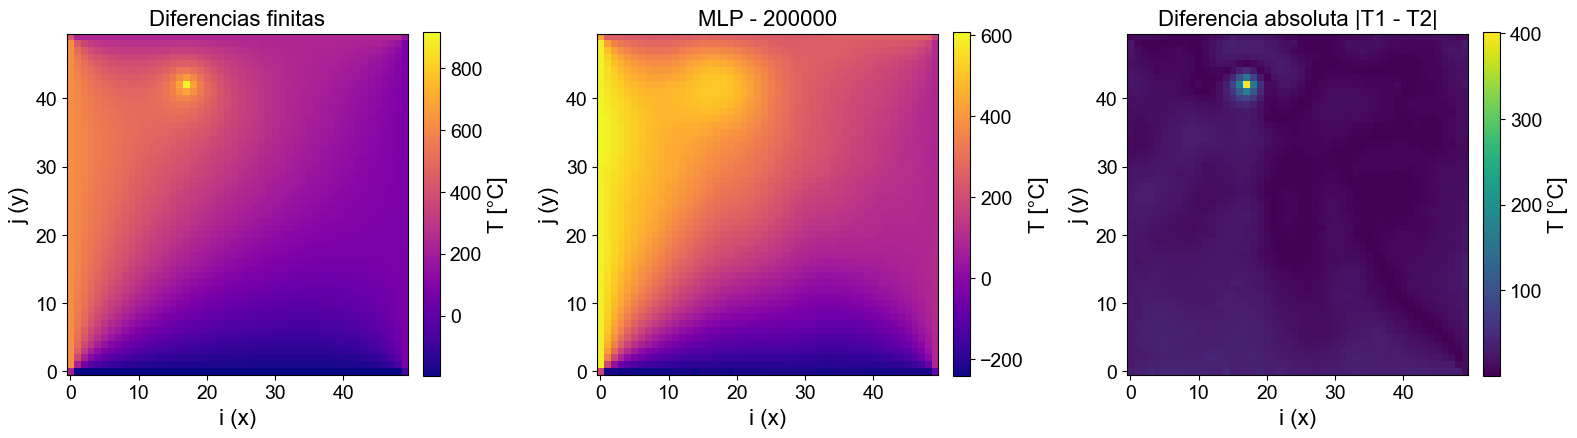 Diferencias finitas
MLP - 200000
Diferencia absoluta |T1 - T2|
j (y)
40
30
20
10
0
0 10 20 30 40
i (x)
800
600
400
200
0
T [°C]
j (y)
40
30
20
10
0
0 10 20 30 40
i (x)
600
400
200
0
−200
T [°C]
j (y)
40
30
20
10
0
0 10 20 30 40
i (x)
400
300
200
100
T [°C]